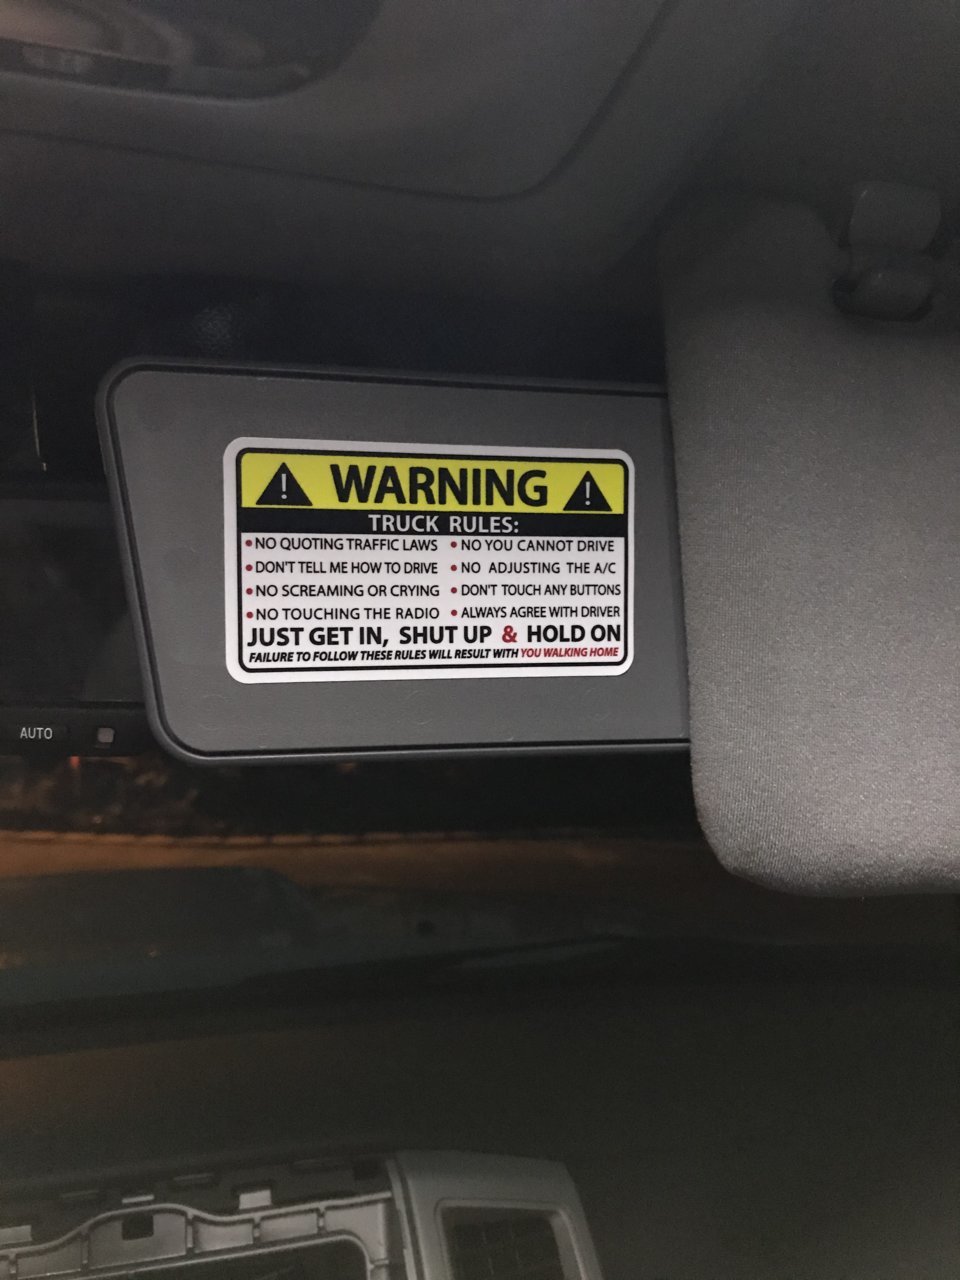 WARNING
TRUCK RULES:
• NO QUOTING TRAFFIC LAWS
• DON'T TELL ME HOW TO DRIVE
• NO SCREAMING OR CRYING
• NO TOUCHING THE RADIO
• NO YOU CANNOT DRIVE
• NO ADJUSTING THE A/C
• DON'T TOUCH ANY BUTTONS
• ALWAYS AGREE WITH DRIVER
JUST GET IN, SHUT UP & HOLD ON
FAILURE TO FOLLOW THESE RULES WILL RESULT WITH YOU WALKING HOME
AUTO